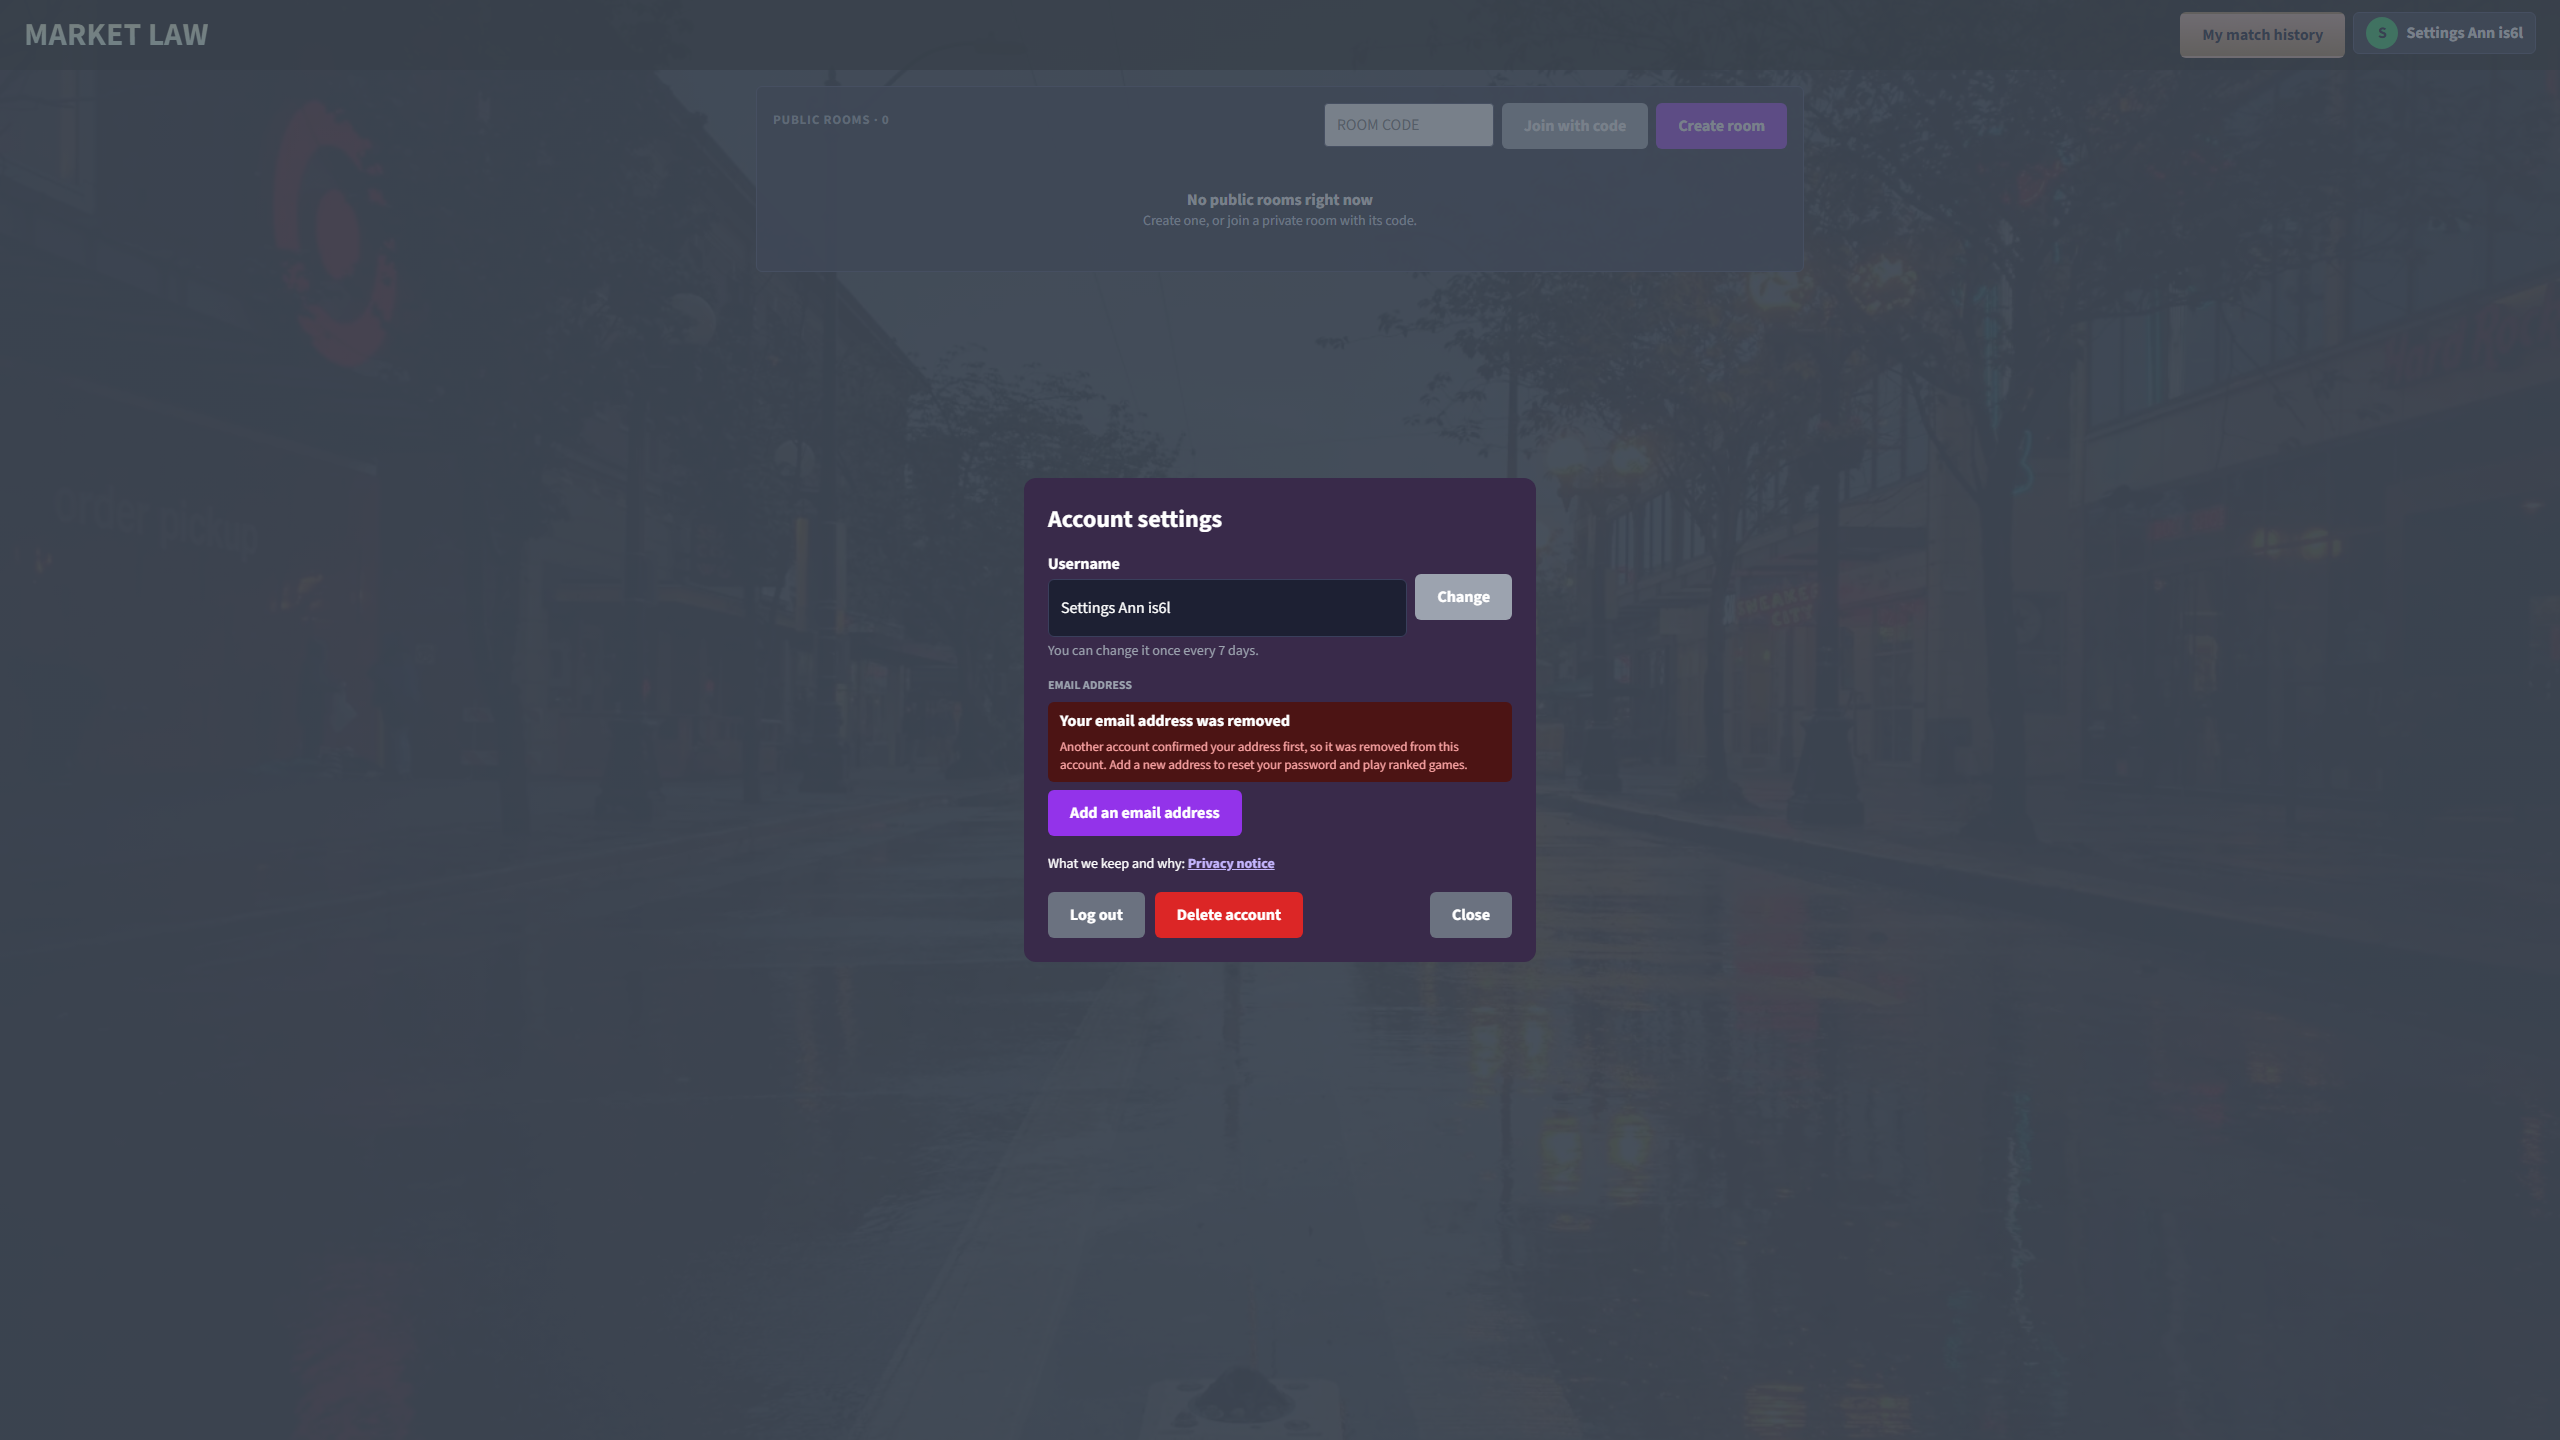 MARKET LAW
My match history
S
Settings Ann is6l
PUBLIC ROOMS · 0
ROOM CODE
Join with code
Create room
No public rooms right now
Create one, or join a private room with its code.
order pickup
SNEAKER
CITY
Account settings
Username
Settings Ann is6l
Change
You can change it once every 7 days.
EMAIL ADDRESS
Your email address was removed
Another account confirmed your address first, so it was removed from this
account. Add a new address to reset your password and play ranked games.
Add an email address
What we keep and why: Privacy notice
Log out
Delete account
Close